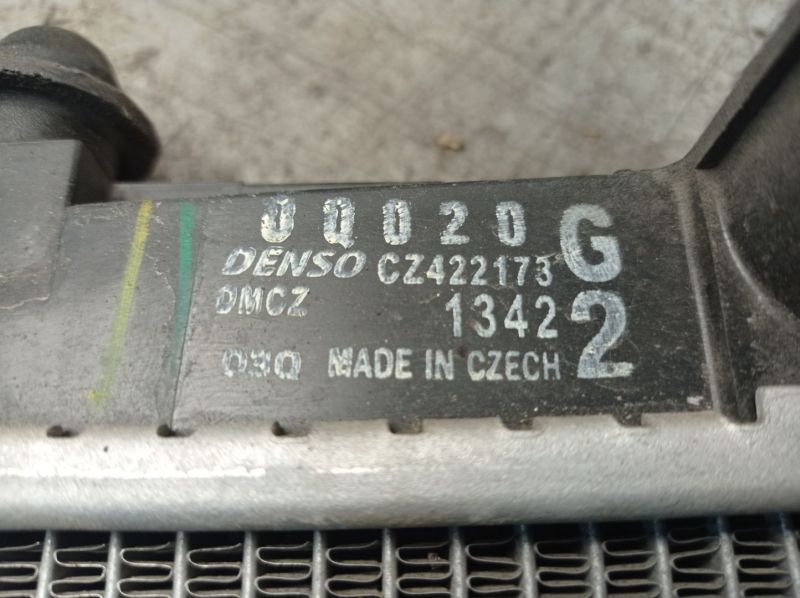 0Q020 G
DENSO CZ422173
DMCZ 1342 2
03Q MADE IN CZECH